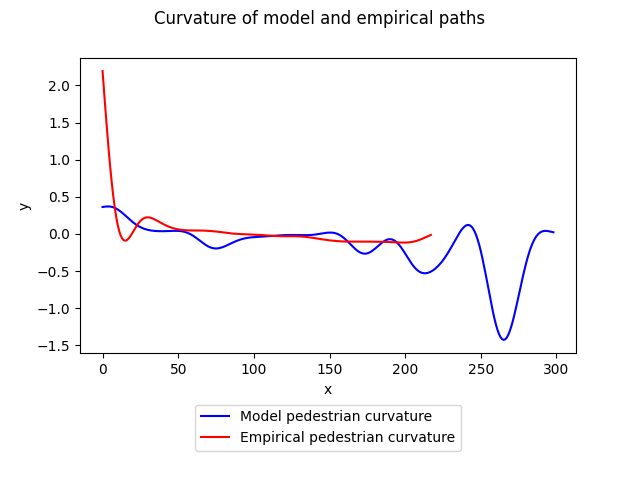 Curvature of model and empirical paths
2.0
1.5
1.0
0.5
0.0
−0.5
−1.0
−1.5
y
0 50 100 150 200 250 300
x
Model pedestrian curvature
Empirical pedestrian curvature